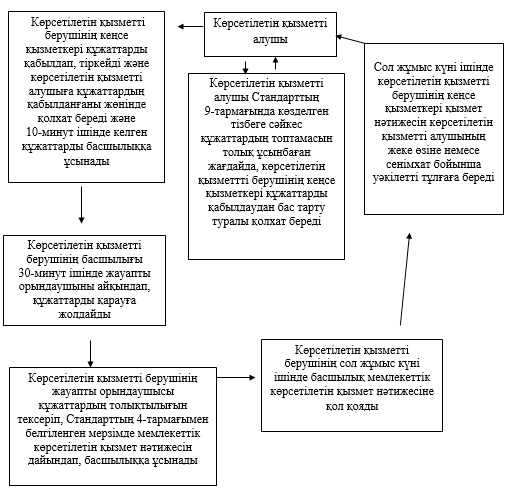 Көрсетілетін қызметті
берушінің кеңсе
қызметкері құжаттарды
қабылдап, тіркейді және
көрсетілетін қызметті
алушыға құжаттардың
қабылданғаны жөнінде
қолхат береді және
10-минут ішінде келген
құжаттарды басшылыққа
ұсынады
Көрсетілетін қызметті
алушы
Көрсетілетін қызметті
алушы Стандарттың
9-тармағында көзделген
тізбеге сәйкес
құжаттардың топтамасын
толық ұсынбаған
жағдайда, көрсетілетін
қызметтті берушінің кеңсе
қызметкері құжаттарды
қабылдаудан бас тарту
туралы қолхат береді
Сол жұмыс күні ішінде
көрсетілетін қызметті
берушінің кеңсе
қызметкері қызмет
нәтижесін көрсетілетін
қызметті алушының
жеке өзіне немесе
сенімхат бойынша
уәкілетті тұлғаға береді
Көрсетілетін қызметті
берушінің басшылығы
30-минут ішінде жауапты
орындаушыны айқындап,
құжаттарды қарауға
жолдайды
Көрсетілетін қызметті берушінің
жауапты орындаушысы
құжаттардың толықтылығын
тексеріп, Стандарттың 4-тармағымен
белгіленген мерзімде мемлекеттік
көрсетілетін қызмет нәтижесін
дайындап, басшылыққа ұсынады
Көрсетілетін қызметті
берушінің сол жұмыс күні
ішінде басшылық мемлекеттік
көрсетілетін қызмет нәтижесіне
қол қояды